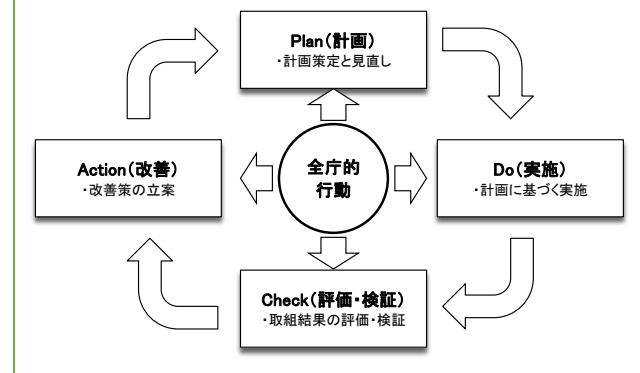 Plan(計画)
・計画策定と見直し
Action(改善)
・改善策の立案
全庁的
行動
Do(実施)
・計画に基づく実施
Check(評価・検証)
・取組結果の評価・検証